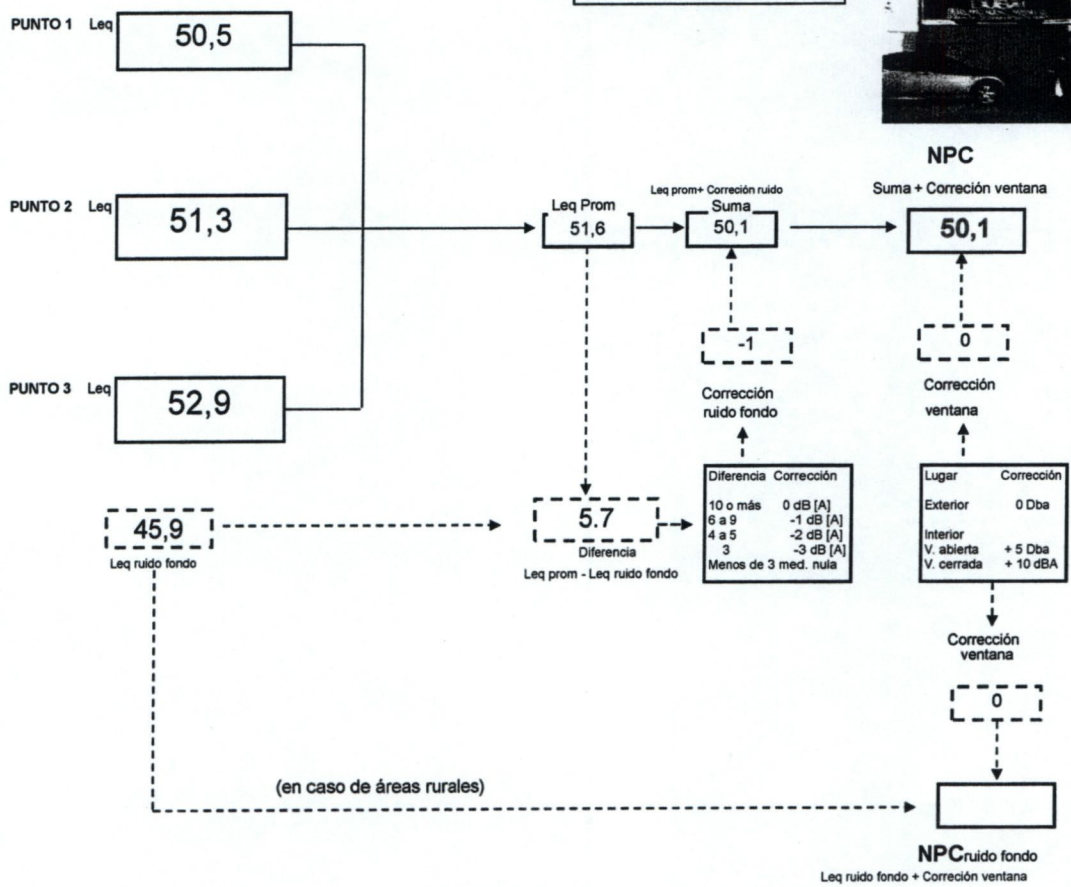 PUNTO 1 Leq 50,5
NPC
Suma + Correción ventana
PUNTO 2 Leq 51,3
Leq Prom
51,6
Leq prom+ Correción ruido
Suma
50,1
50,1
-1
0
PUNTO 3 Leq 52,9
Corrección
ruido fondo
Corrección
ventana
45,9
Leq ruido fondo
5.7
Diferencia
Leq prom - Leq ruido fondo
Diferencia Corrección
10 o más 0 dB [A]
6 a 9 -1 dB [A]
4 a 5 -2 dB [A]
3 -3 dB [A]
Menos de 3 med. nula
Lugar Corrección
Exterior 0 Dba
Interior
V. abierta + 5 Dba
V. cerrada + 10 dBA
Corrección
ventana
0
(en caso de áreas rurales)
NPCruido fondo
Leq ruido fondo + Correción ventana